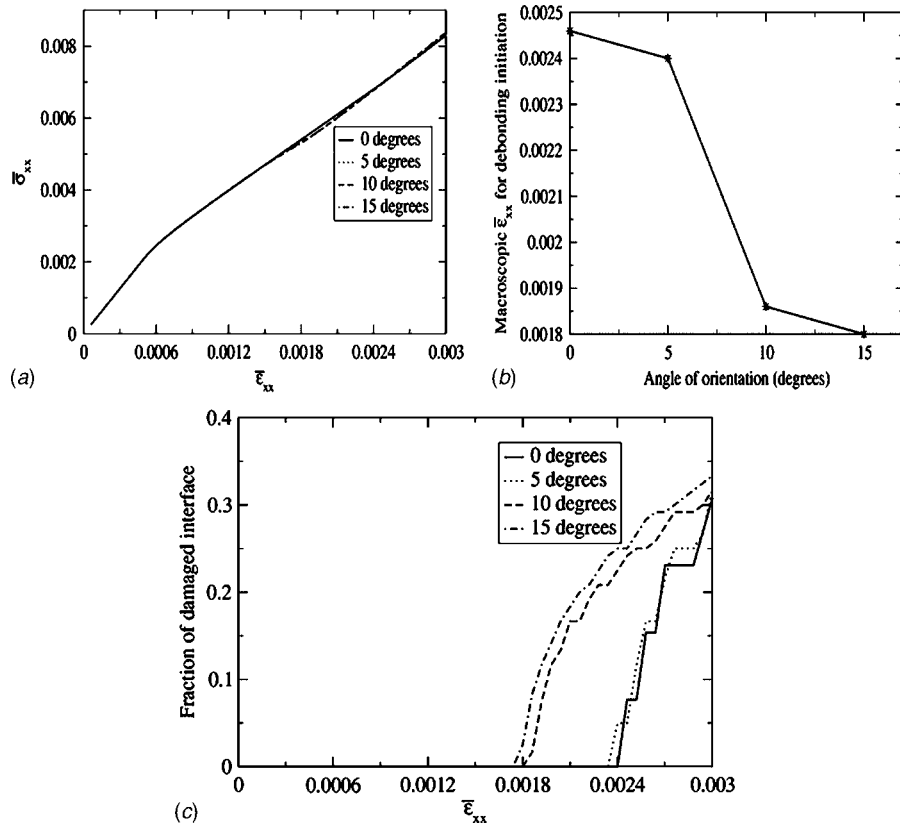 0.008
0.006
0.004
0.002
0
σ̅xx
0 degrees
5 degrees
10 degrees
15 degrees
0 0.0006 0.0012 0.0018 0.0024 0.003
ε̅xx
(a)
0.0025
0.0024
0.0023
0.0022
0.0021
0.002
0.0019
0.0018
0.0018
Macroscopic ε̅xx for debonding initiation
0 5 10 15
Angle of orientation (degrees)
(b)
0.4
0.3
0.2
0.1
0
Fraction of damaged interface
0 degrees
5 degrees
10 degrees
15 degrees
0 0.0006 0.0012 0.0018 0.0024 0.003
ε̅xx
(c)